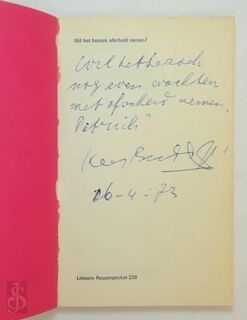 Wil het bezoek afscheid nemen?
Wil het bezoek
nog even wachten
met afscheid nemen,
Patrick?
26-4-73
Literaire Reuzenpocket 239